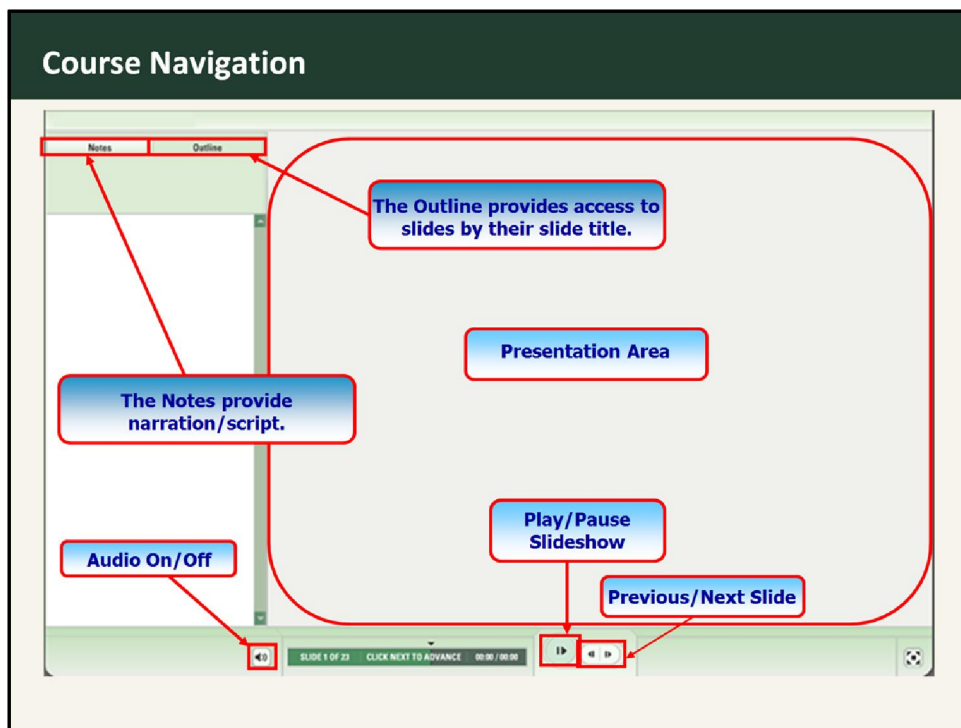 Course Navigation
Notes
Outline
The Outline provides access to
slides by their slide title.
Presentation Area
The Notes provide
narration/script.
Play/Pause
Slideshow
Audio On/Off
Previous/Next Slide
SLIDE 1 OF 23 CLICK NEXT TO ADVANCE 00:00 / 00:00